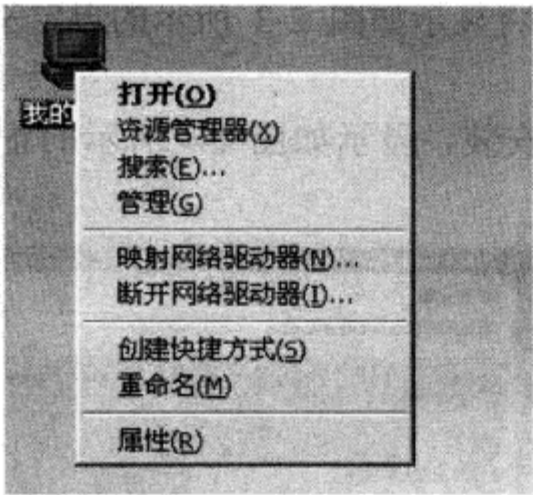 我的
打开(O)
资源管理器(X)
搜索(E)...
管理(G)
映射网络驱动器(N)...
断开网络驱动器(I)...
创建快捷方式(S)
重命名(M)
属性(R)